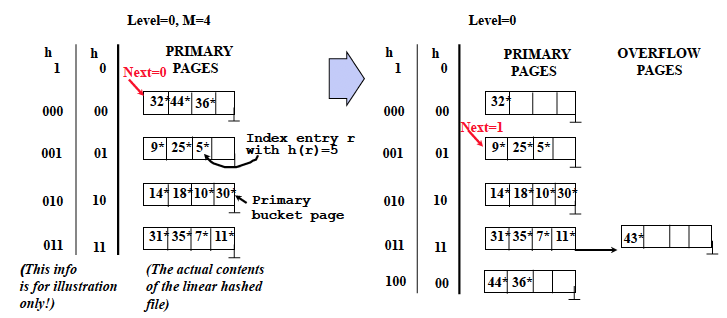 Level=0, M=4
h h
1 0
PRIMARY
PAGES
Next=0
000 00 32* 44* 36*
001 01 9* 25* 5*
Index entry r
with h(r)=5
010 10 14* 18* 10* 30*
Primary
bucket page
011 11 31* 35* 7* 11*
(This info
is for illustration
only!)
(The actual contents
of the linear hashed
file)
Level=0
h h
1 0
PRIMARY
PAGES
OVERFLOW
PAGES
000 00 32*
Next=1
001 01 9* 25* 5*
010 10 14* 18* 10* 30*
011 11 31* 35* 7* 11* 43*
100 00 44* 36*